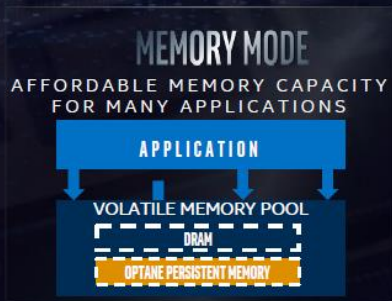 MEMORY MODE
AFFORDABLE MEMORY CAPACITY
FOR MANY APPLICATIONS
APPLICATION
VOLATILE MEMORY POOL
DRAM
OPTANE PERSISTENT MEMORY